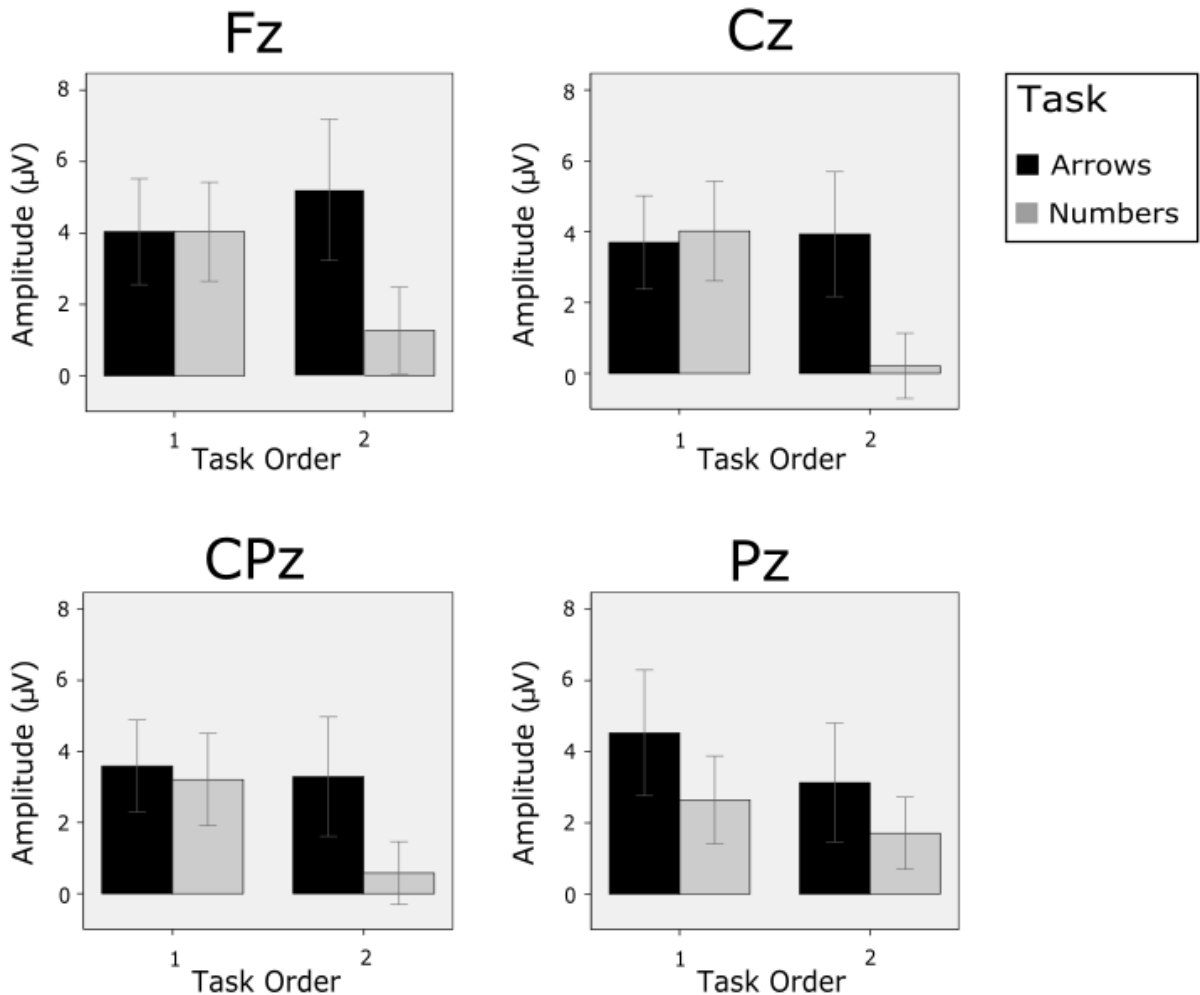 Fz
8
6
4
2
0
Amplitude (µV)
1 2
Task Order
Cz
8
6
4
2
0
Amplitude (µV)
1 2
Task Order
Task
Arrows
Numbers
CPz
8
6
4
2
0
Amplitude (µV)
1 2
Task Order
Pz
8
6
4
2
0
Amplitude (µV)
1 2
Task Order